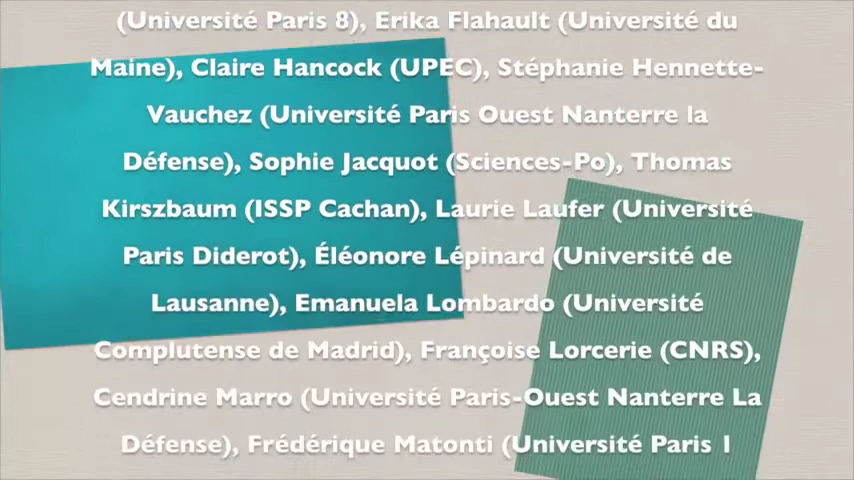 (Université Paris 8), Erika Flahault (Université du
Maine), Claire Hancock (UPEC), Stéphanie Hennette-
Vauchez (Université Paris Ouest Nanterre la
Défense), Sophie Jacquot (Sciences-Po), Thomas
Kirszbaum (ISSP Cachan), Laurie Laufer (Université
Paris Diderot), Éléonore Lépinard (Université de
Lausanne), Emanuela Lombardo (Université
Complutense de Madrid), Françoise Lorcerie (CNRS),
Cendrine Marro (Université Paris-Ouest Nanterre La
Défense), Frédérique Matonti (Université Paris 1